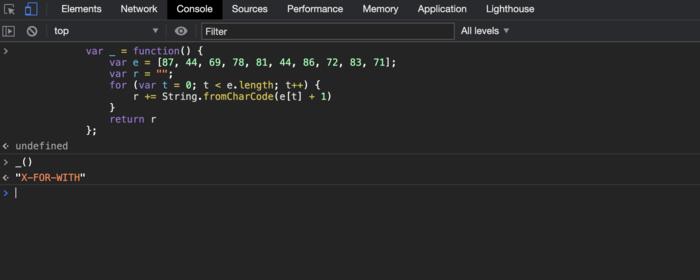 Elements Console Sources Performance Memory Application Lighthouse
top Filter All levels
> var _ = function() {
var e = [87, 44, 69, 78, 81, 44, 86, 72, 83, 71];
var r = "";
for (var t = 0; t < e.length; t++) {
r += String.fromCharCode(e[t] + 1)
}
return r
};
undefined
> _()
"X-FOR-WITH"
>